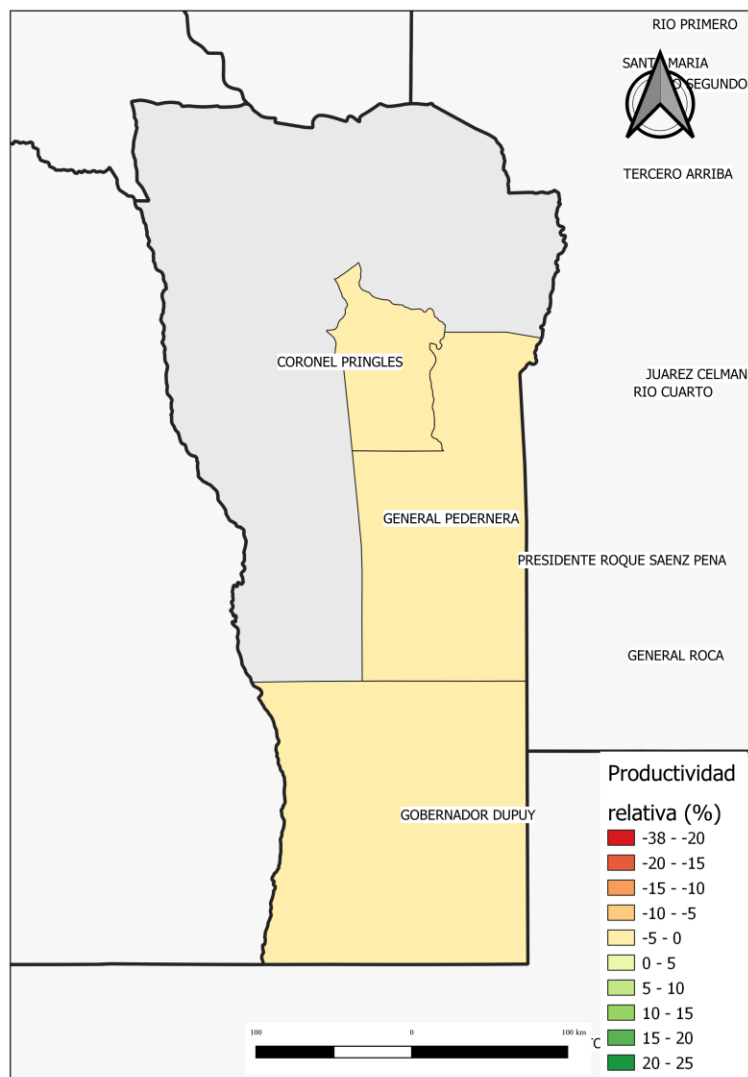 RIO PRIMERO
SANTA MARIA
O SEGUNDO
TERCERO ARRIBA
CORONEL PRINGLES
JUAREZ CELMAN
RIO CUARTO
GENERAL PEDERNERA
PRESIDENTE ROQUE SAENZ PENA
GENERAL ROCA
GOBERNADOR DUPUY
Productividad
relativa (%)
-38 - -20
-20 - -15
-15 - -10
-10 - -5
-5 - 0
0 - 5
5 - 10
10 - 15
15 - 20
20 - 25
100 0 100 km